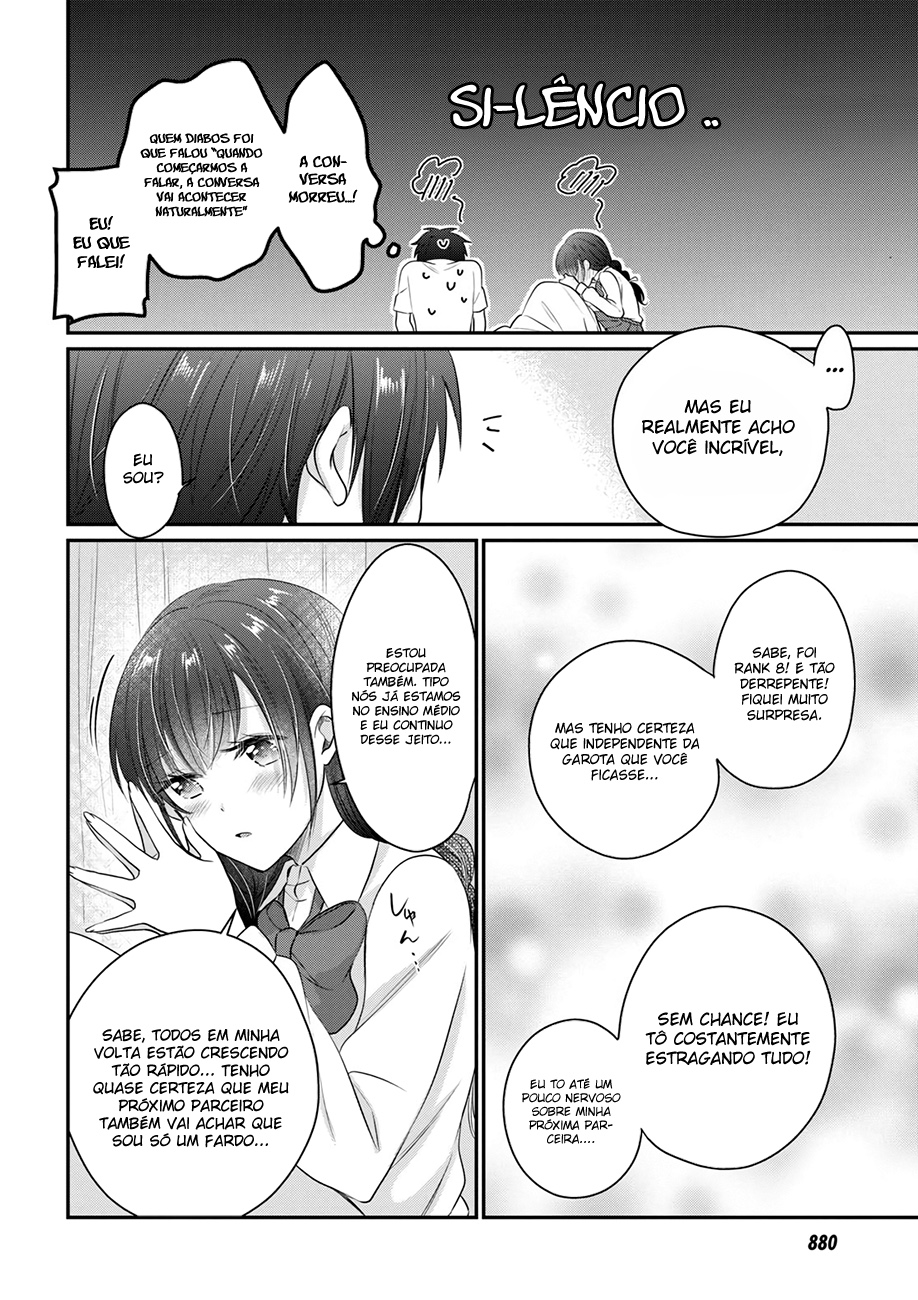 SI-LÊNCIO ..
A CON-
VERSA
MORREU...!
QUEM DIABOS FOI
QUE FALOU "QUANDO
COMEÇARMOS A
FALAR, A CONVERSA
VAI ACONTECER
NATURALMENTE"
EU!
EU QUE
FALEI!
...
MAS EU
REALMENTE ACHO
VOCÊ INCRÍVEL,
EU
SOU?
SABE, FOI
RANK 8! E TÃO
DERREPENTE!
FIQUEI MUITO
SURPRESA.
MAS TENHO CERTEZA
QUE INDEPENDENTE DA
GAROTA QUE VOCÊ
FICASSE...
SEM CHANCE! EU
TÔ COSTANTEMENTE
ESTRAGANDO TUDO!
EU TO ATÉ UM
POUCO NERVOSO
SOBRE MINHA
PRÓXIMA PAR-
CEIRA....
ESTOU
PREOCUPADA
TAMBÉM. TIPO
NÓS JÁ ESTAMOS
NO ENSINO MÉDIO
E EU CONTINUO
DESSE JEITO...
しゅん…
SABE, TODOS EM MINHA
VOLTA ESTÃO CRESCENDO
TÃO RÁPIDO... TENHO
QUASE CERTEZA QUE MEU
PRÓXIMO PARCEIRO
TAMBÉM VAI ACHAR QUE
SOU SÓ UM FARDO...
880